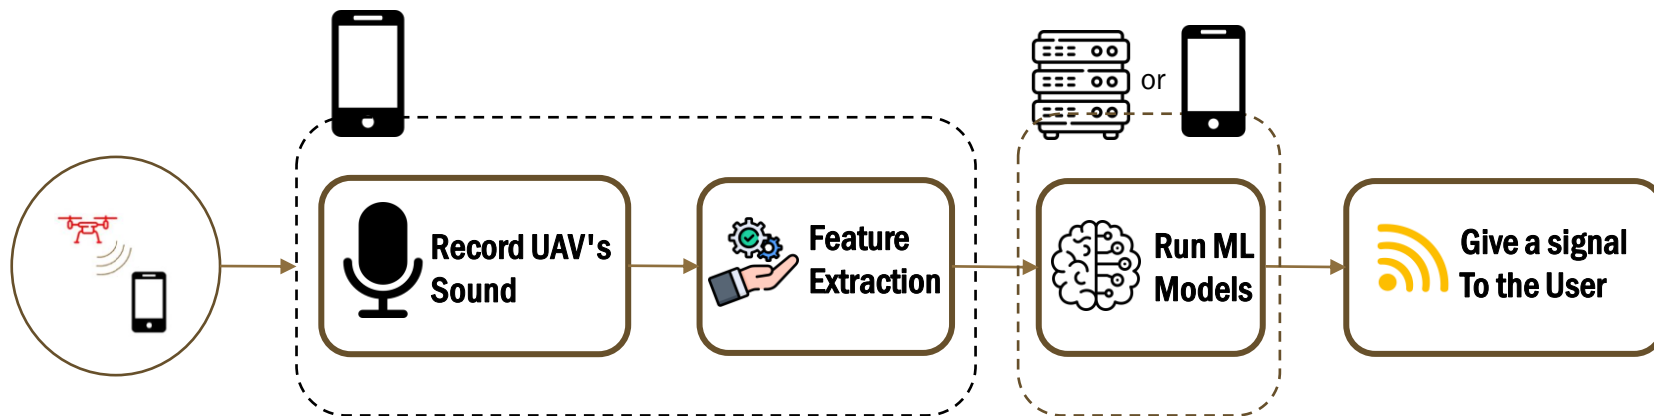 or
Record UAV's
Sound
Feature
Extraction
Run ML
Models
Give a signal
To the User